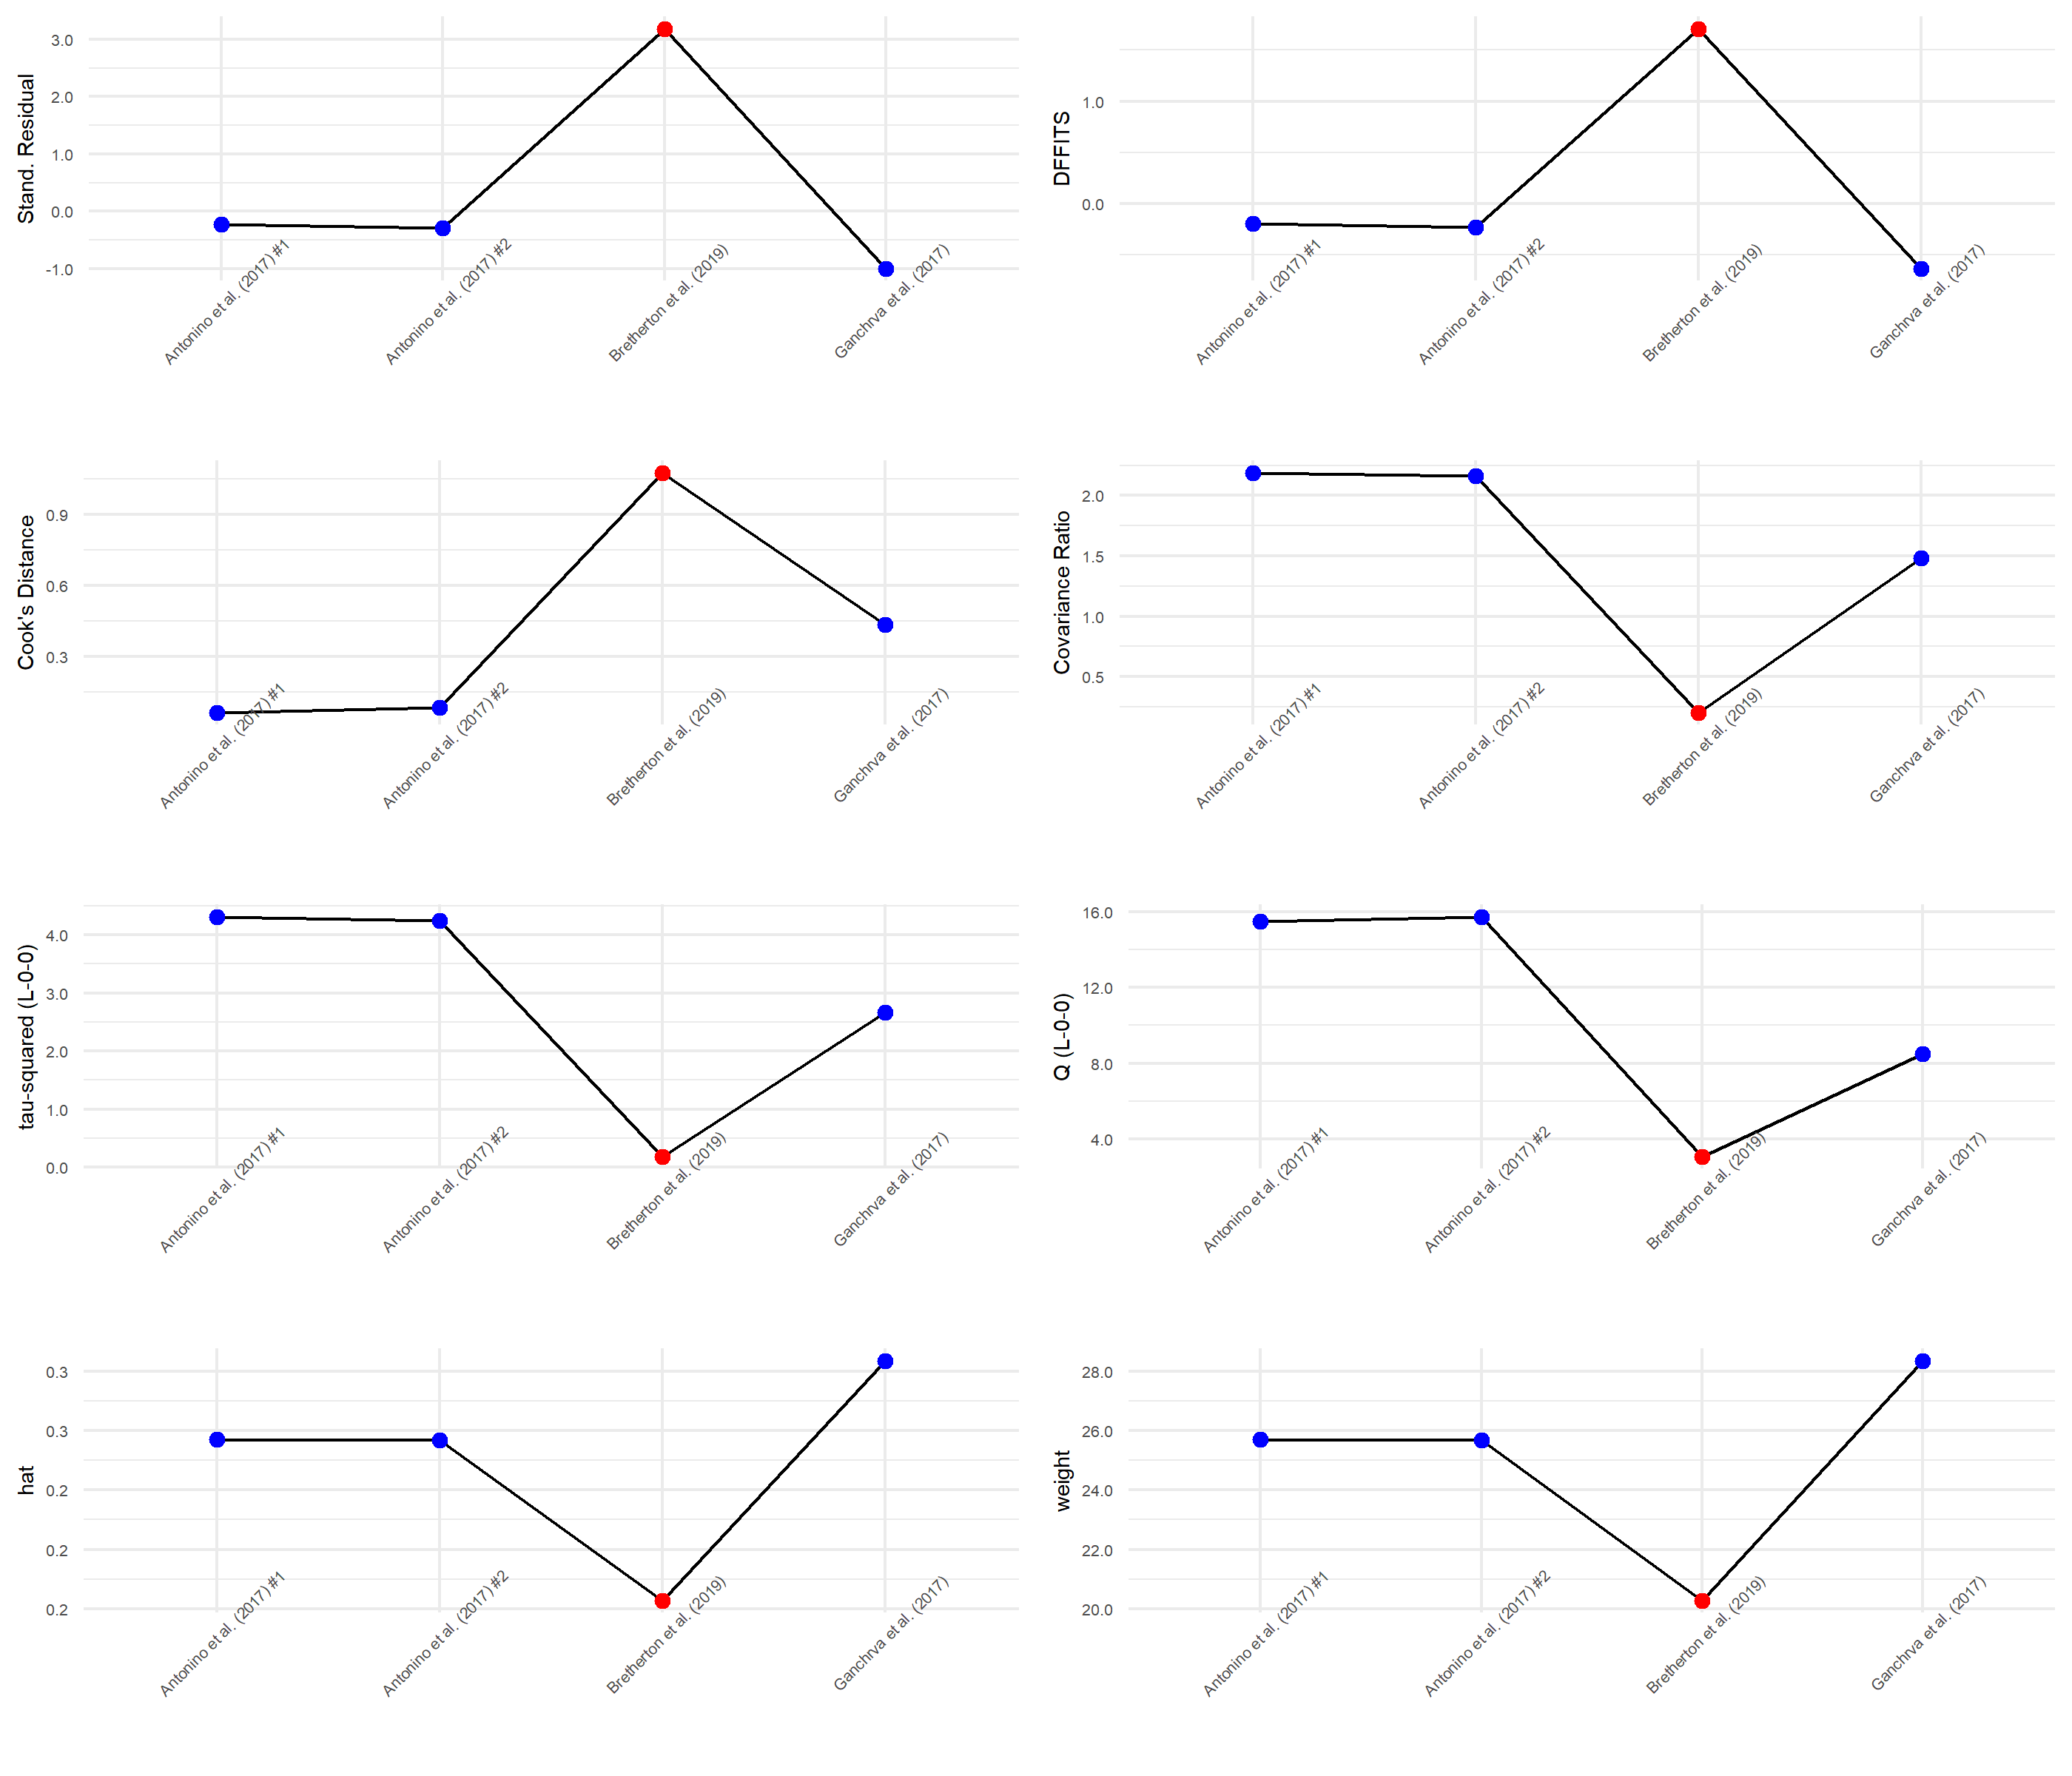 Stand. Residual
3.0
2.0
1.0
0.0
-1.0
Antonino et al. (2017) #1
Antonino et al. (2017) #2
Bretherton et al. (2019)
Ganchrva et al. (2017)
DFFITS
1.0
0.0
Antonino et al. (2017) #1
Antonino et al. (2017) #2
Bretherton et al. (2019)
Ganchrva et al. (2017)
Cook's Distance
0.9
0.6
0.3
Antonino et al. (2017) #1
Antonino et al. (2017) #2
Bretherton et al. (2019)
Ganchrva et al. (2017)
Covariance Ratio
2.0
1.5
1.0
0.5
Antonino et al. (2017) #1
Antonino et al. (2017) #2
Bretherton et al. (2019)
Ganchrva et al. (2017)
tau-squared (L-0-0)
4.0
3.0
2.0
1.0
0.0
Antonino et al. (2017) #1
Antonino et al. (2017) #2
Bretherton et al. (2019)
Ganchrva et al. (2017)
Q (L-0-0)
16.0
12.0
8.0
4.0
Antonino et al. (2017) #1
Antonino et al. (2017) #2
Bretherton et al. (2019)
Ganchrva et al. (2017)
hat
0.3
0.3
0.2
0.2
0.2
Antonino et al. (2017) #1
Antonino et al. (2017) #2
Bretherton et al. (2019)
Ganchrva et al. (2017)
weight
28.0
26.0
24.0
22.0
20.0
Antonino et al. (2017) #1
Antonino et al. (2017) #2
Bretherton et al. (2019)
Ganchrva et al. (2017)